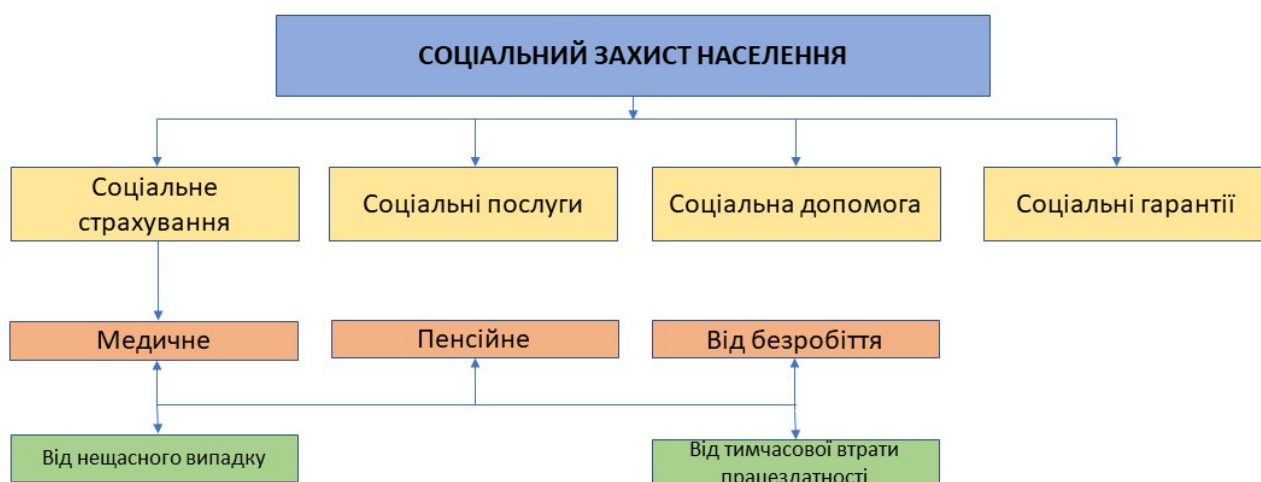 СОЦІАЛЬНИЙ ЗАХИСТ НАСЕЛЕННЯ
Соціальне
страхування
Соціальні послуги
Соціальна допомога
Соціальні гарантії
Медичне
Пенсійне
Від безробіття
Від нещасного випадку
Від тимчасової втрати
працездатності